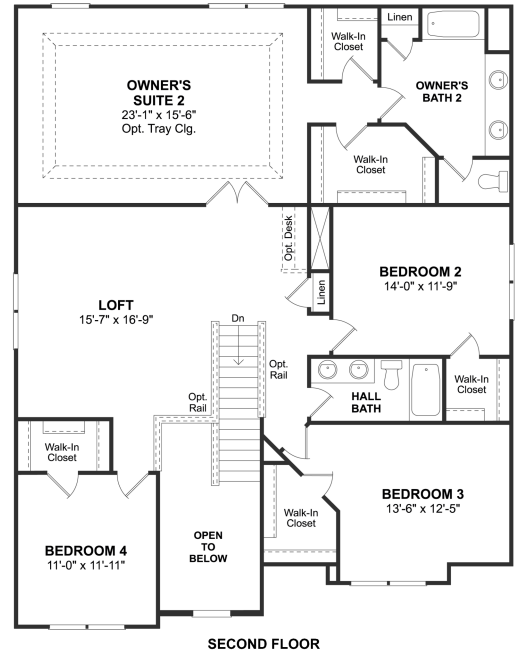 Linen
Walk-In
Closet
OWNER'S
SUITE 2
23'-1" x 15'-6"
Opt. Tray Clg.
OWNER'S
BATH 2
Walk-In
Closet
Opt. Desk
BEDROOM 2
14'-0" x 11'-9"
Linen
LOFT
15'-7" x 16'-9"
Dn
Opt.
Rail
Walk-In
Closet
Opt.
Rail
HALL
BATH
Walk-In
Closet
BEDROOM 3
13'-6" x 12'-5"
Walk-In
Closet
OPEN
TO
BELOW
BEDROOM 4
11'-0" x 11'-11"
SECOND FLOOR